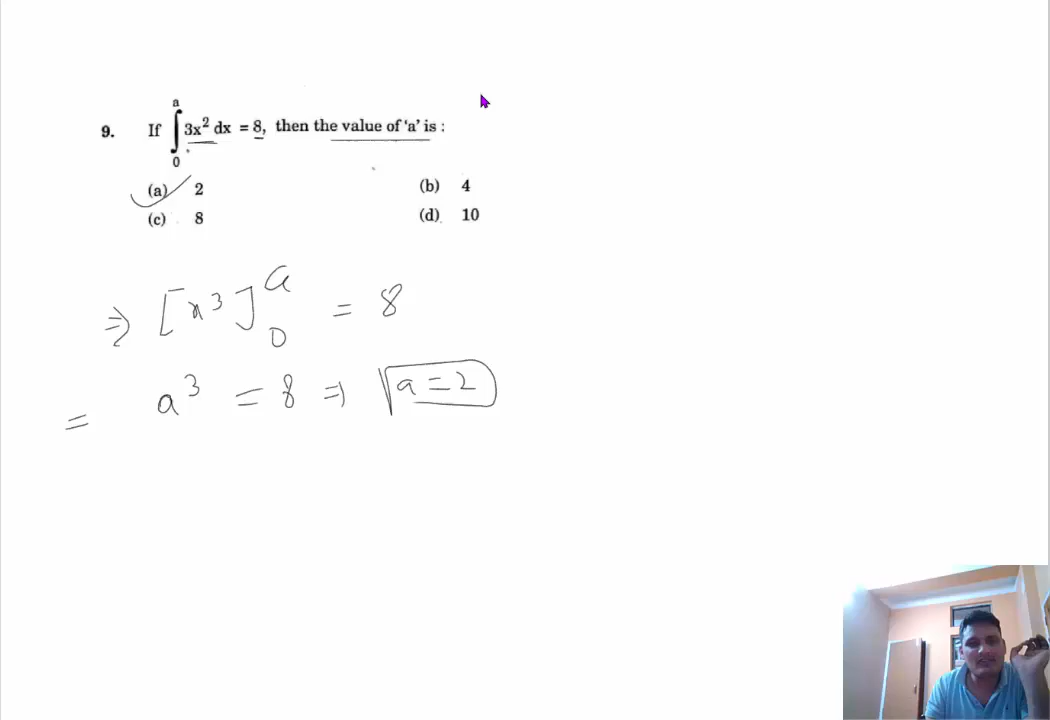 9. If ∫₀ᵃ 3x² dx = 8, then the value of 'a' is :
(a) 2 (b) 4
(c) 8 (d) 10
⇒ [x³]₀ᵃ = 8
= a³ = 8 ⇒ a = 2